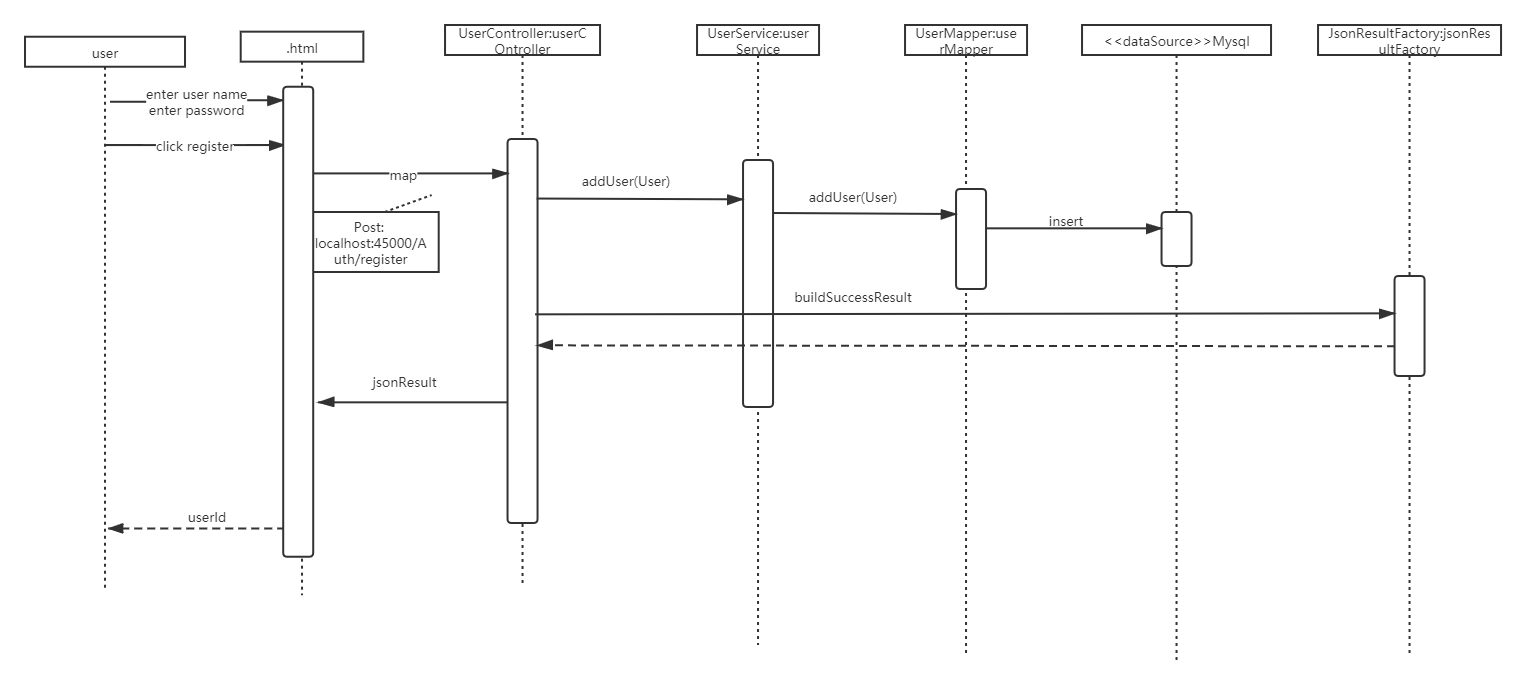 user
.html
UserController:userC
Ontroller
UserService:user
Service
UserMapper:use
rMapper
<<dataSource>>Mysql
JsonResultFactory:jsonRes
ultFactory
enter user name
enter password
click register
map
addUser(User)
addUser(User)
insert
Post:
localhost:45000/A
uth/register
buildSuccessResult
jsonResult
userId